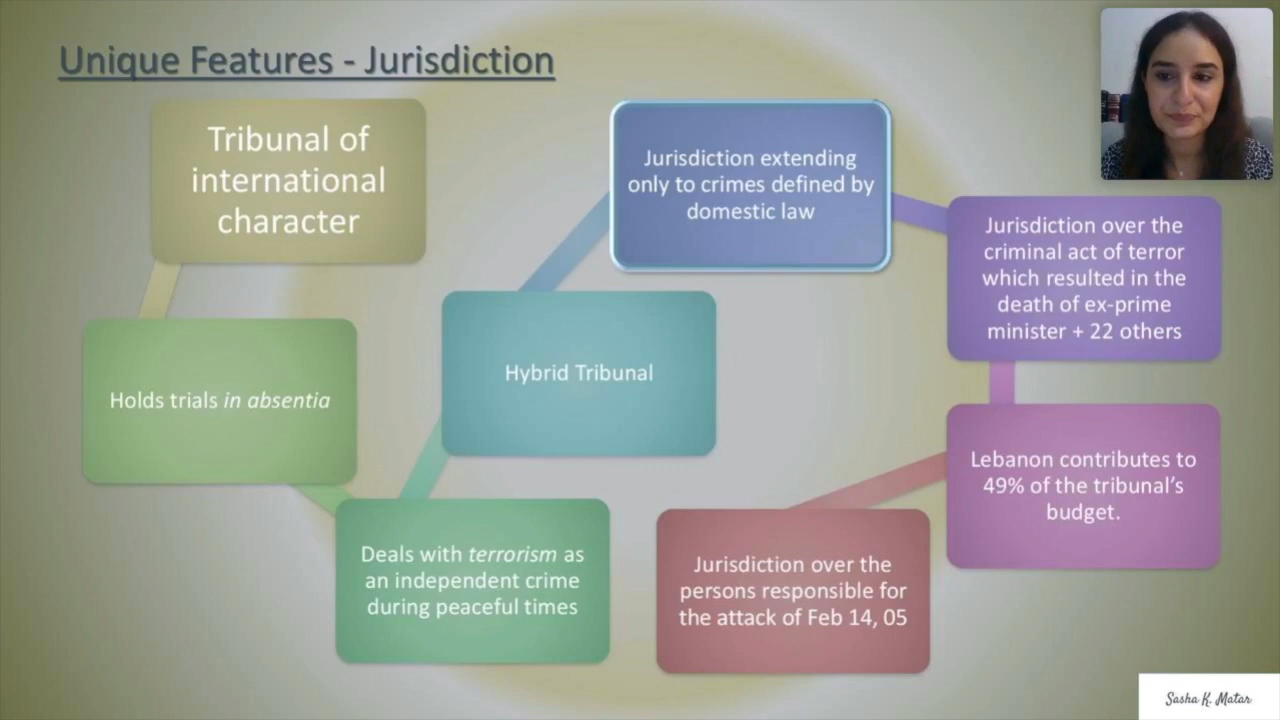 Unique Features - Jurisdiction
Tribunal of
international
character
Holds trials in absentia
Deals with terrorism as
an independent crime
during peaceful times
Hybrid Tribunal
Jurisdiction extending
only to crimes defined by
domestic law
Jurisdiction over the
criminal act of terror
which resulted in the
death of ex-prime
minister + 22 others
Lebanon contributes to
49% of the tribunal's
budget.
Jurisdiction over the
persons responsible for
the attack of Feb 14, 05
Sasha K. Matar